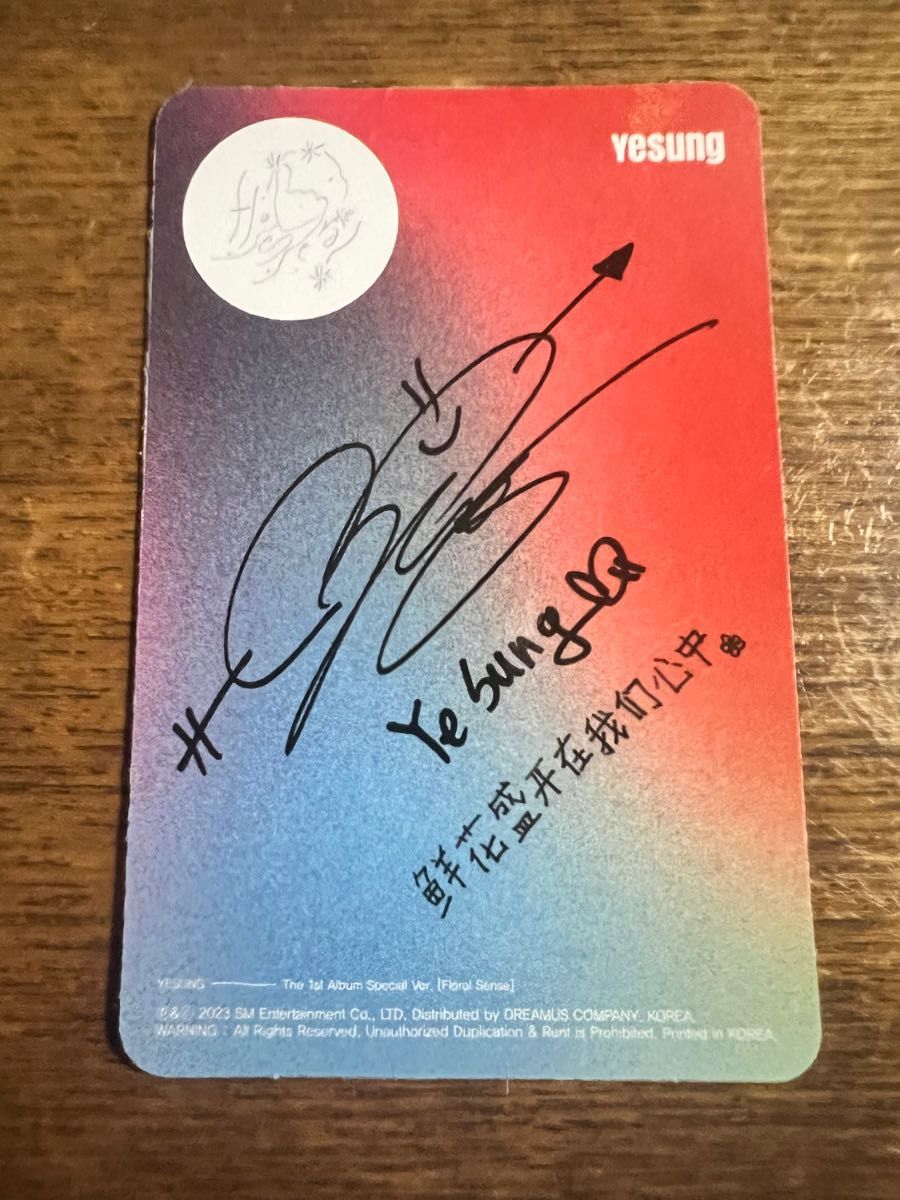 Yesung
Yesung
鲜花盛开在我们心中。
YESUNG ——— The 1st Album Special Ver. [Floral Sense]
℗&© 2023 SM Entertainment Co., LTD. Distributed by DREAMUS COMPANY. KOREA.
WARNING : All Rights Reserved. Unauthorized Duplication & Rent is Prohibited. Printed in KOREA